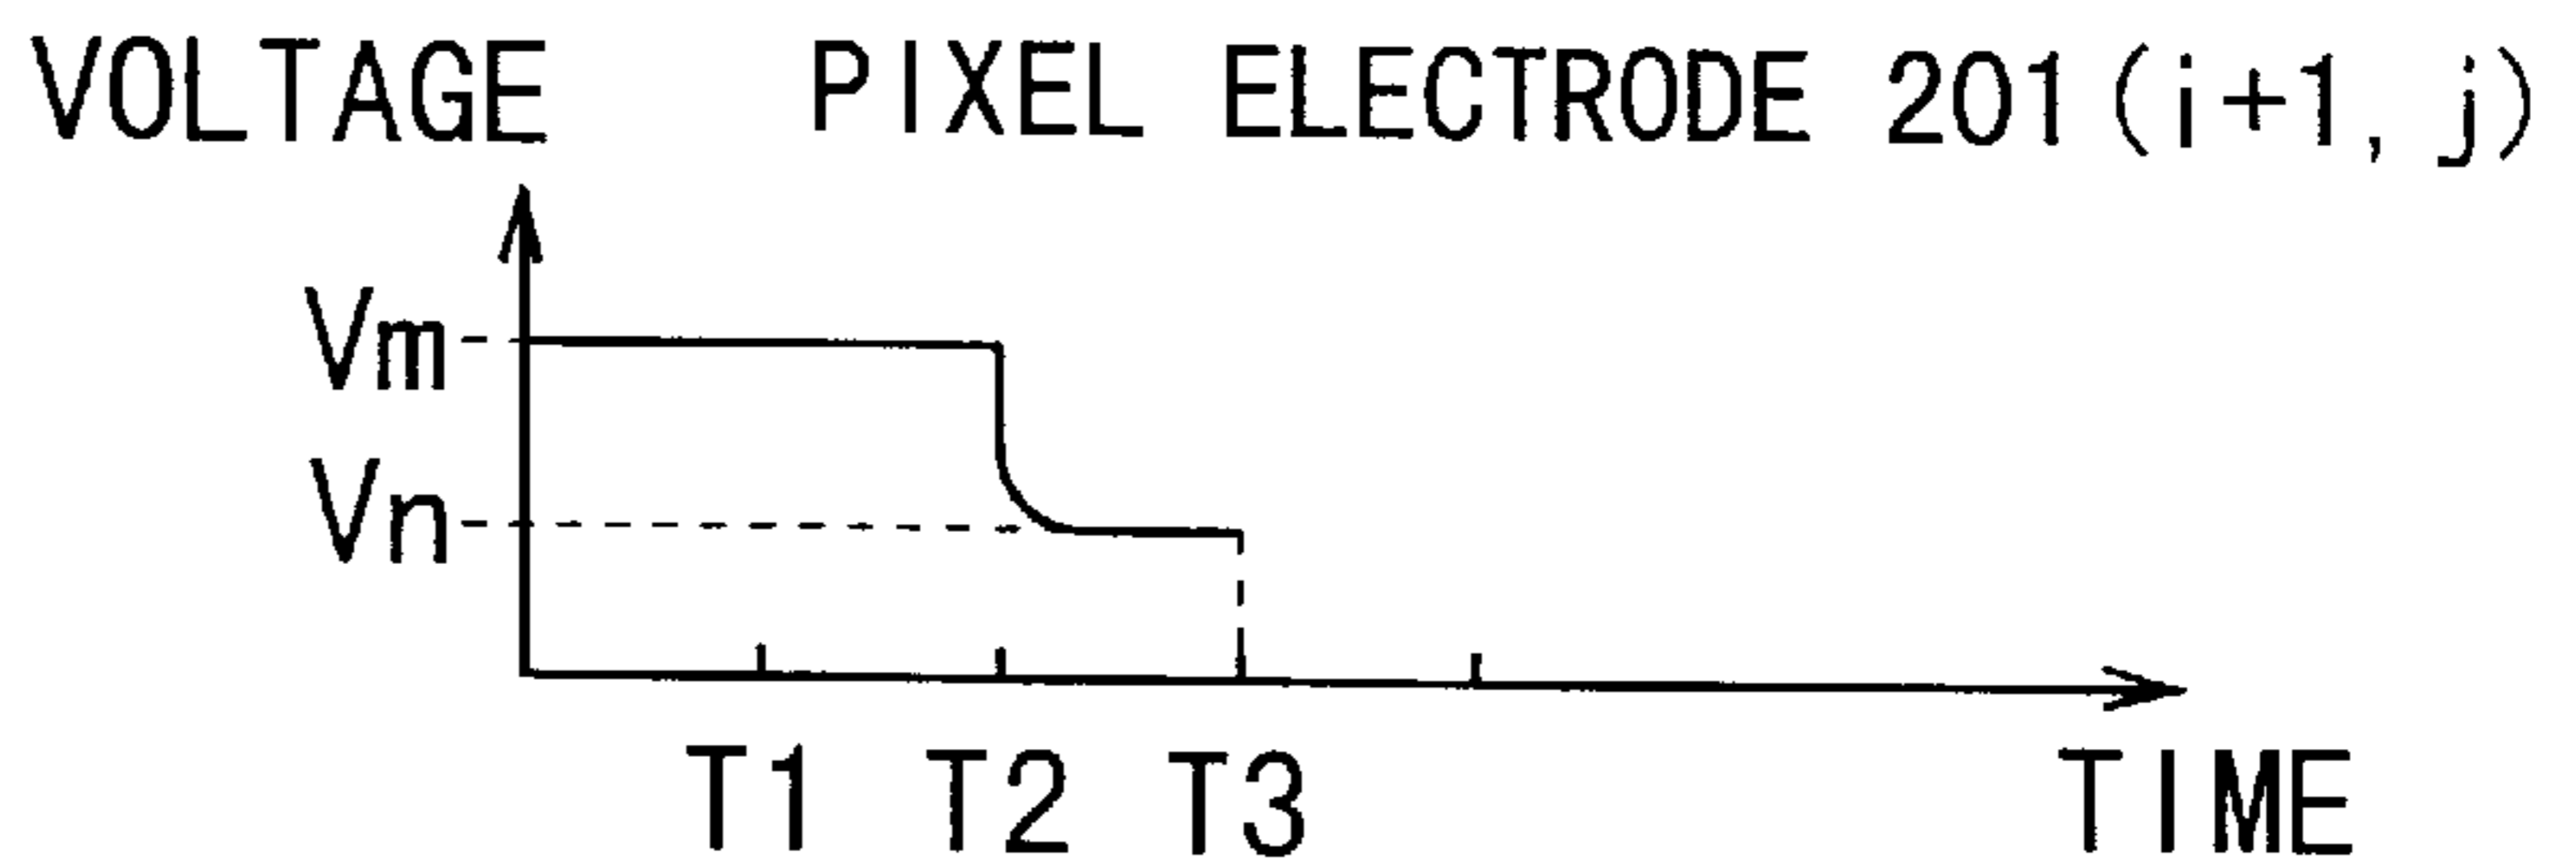 VOLTAGE PIXEL ELECTRODE 201(i+1, j)
Vm
Vn
T1 T2 T3 TIME